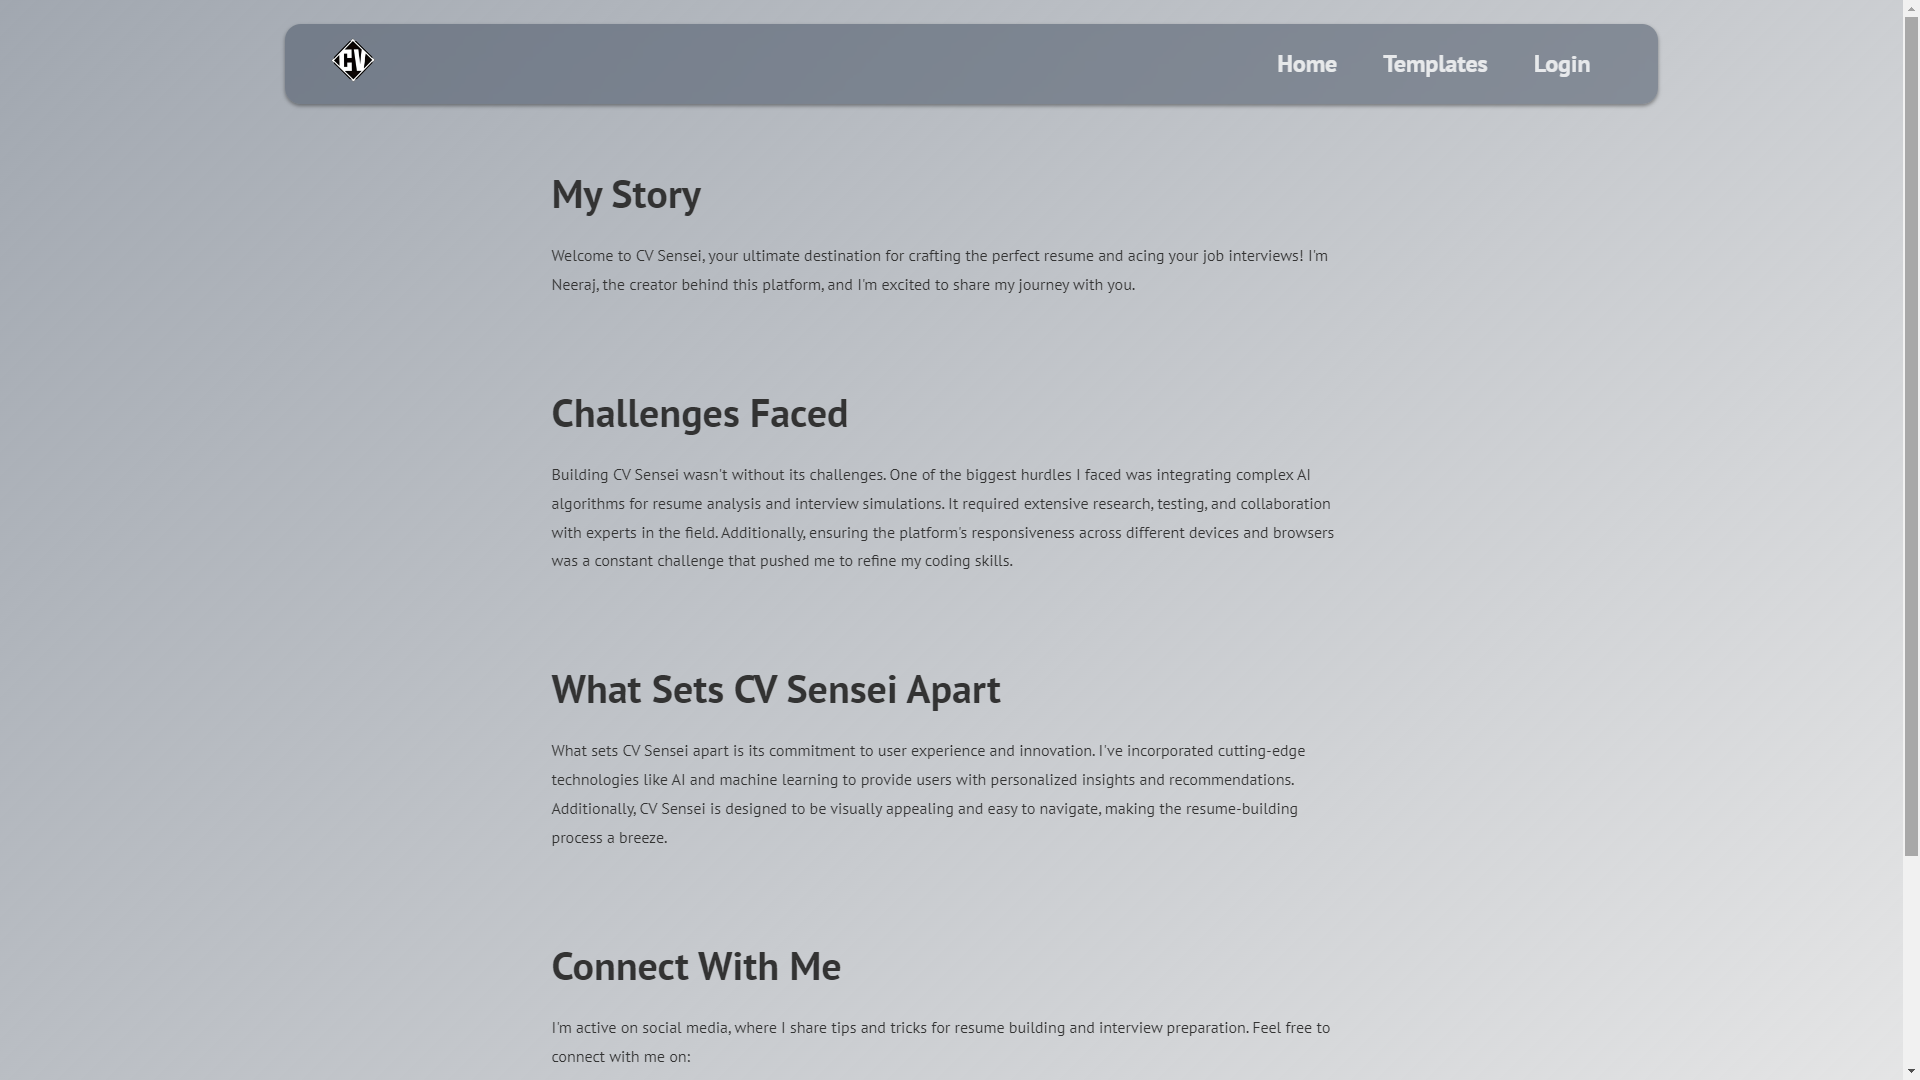 CV
Home Templates Login
My Story
Welcome to CV Sensei, your ultimate destination for crafting the perfect resume and acing your job interviews! I'm
Neeraj, the creator behind this platform, and I'm excited to share my journey with you.
Challenges Faced
Building CV Sensei wasn't without its challenges. One of the biggest hurdles I faced was integrating complex AI
algorithms for resume analysis and interview simulations. It required extensive research, testing, and collaboration
with experts in the field. Additionally, ensuring the platform's responsiveness across different devices and browsers
was a constant challenge that pushed me to refine my coding skills.
What Sets CV Sensei Apart
What sets CV Sensei apart is its commitment to user experience and innovation. I've incorporated cutting-edge
technologies like AI and machine learning to provide users with personalized insights and recommendations.
Additionally, CV Sensei is designed to be visually appealing and easy to navigate, making the resume-building
process a breeze.
Connect With Me
I'm active on social media, where I share tips and tricks for resume building and interview preparation. Feel free to
connect with me on: